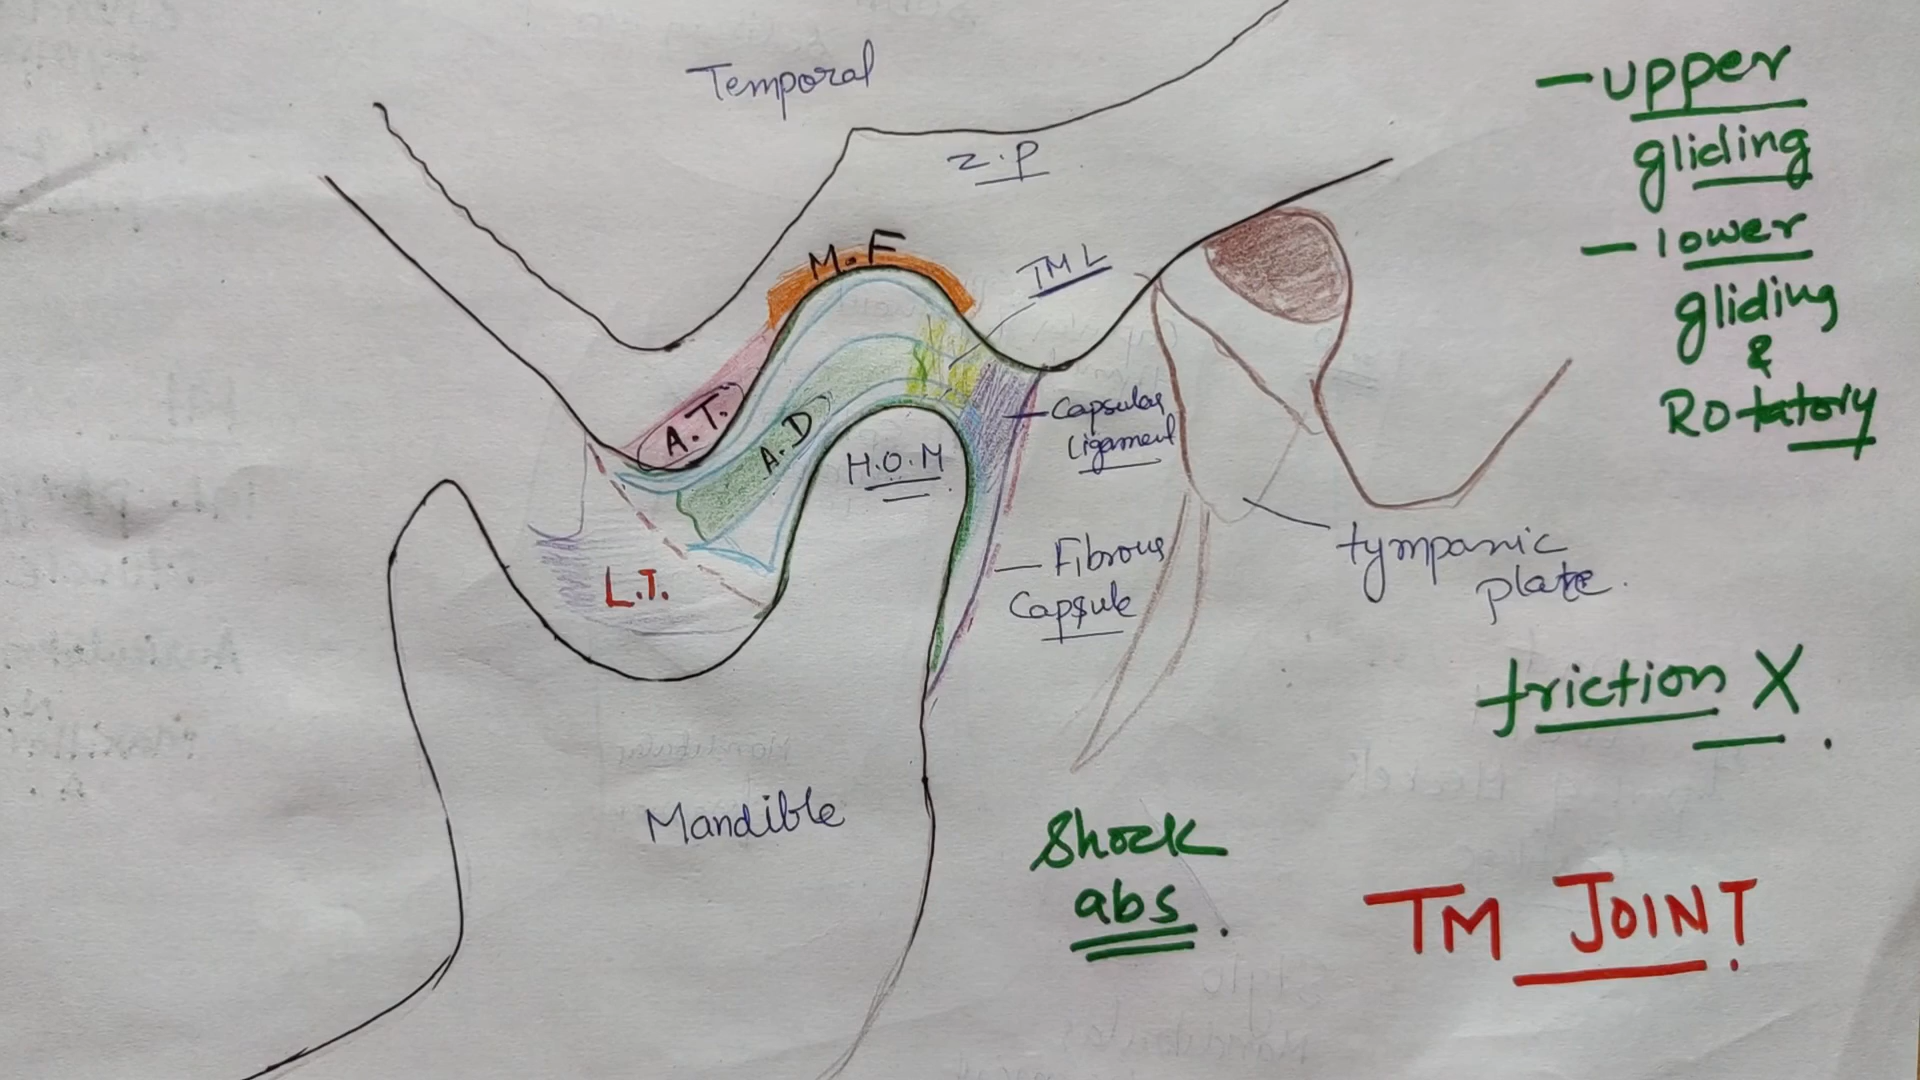 Temporal
Z.P
M.F
TML
A.T.
A.D
H.O.M
Capsular
Ligament
L.T.
Fibrous
Capsule
tympanic
plate.
Mandible
- upper
gliding
- lower
gliding
&
Rotatory
friction X
Shock
abs.
TM JOINT